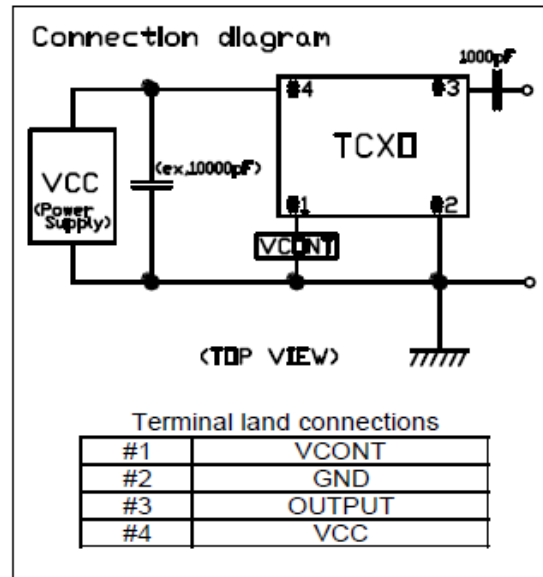 Connection diagram
1000pF
#4
#3
TCXO
VCC
(Power
Supply)
(ex,10000pF)
#1
#2
VCONT
(TOP VIEW)
Terminal land connections
#1 VCONT
#2 GND
#3 OUTPUT
#4 VCC